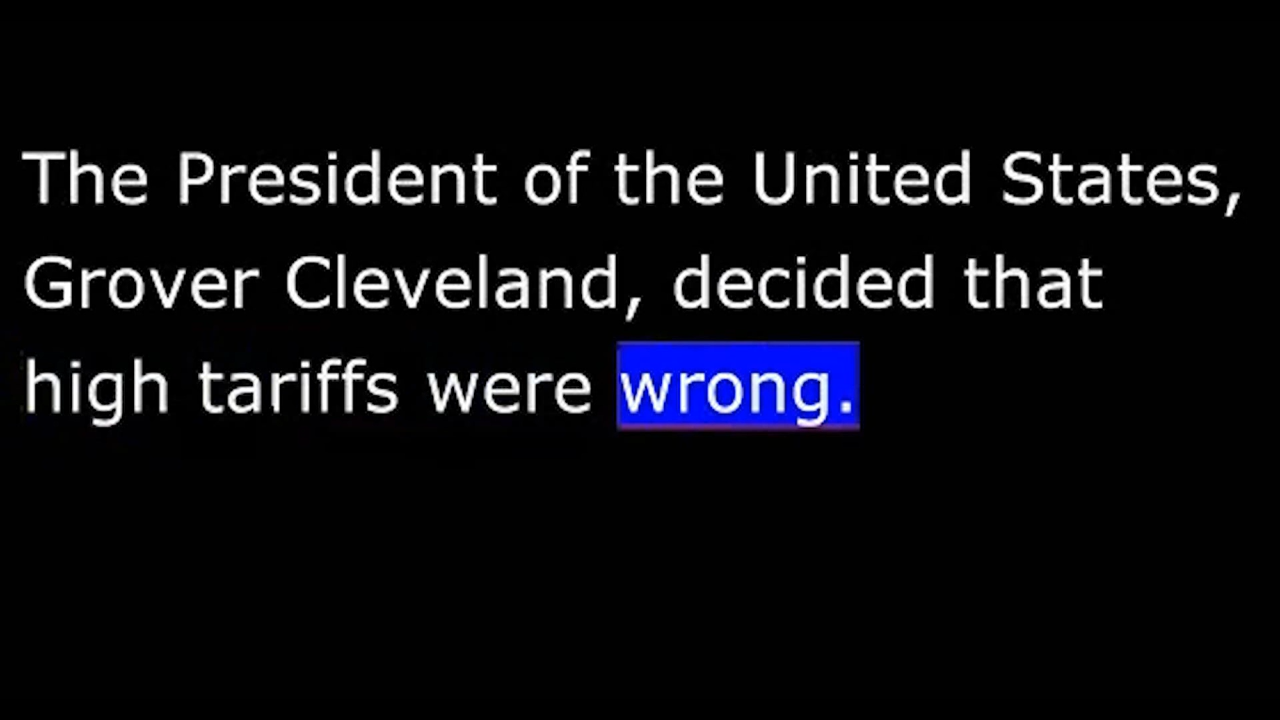 The President of the United States,
Grover Cleveland, decided that
high tariffs were wrong.